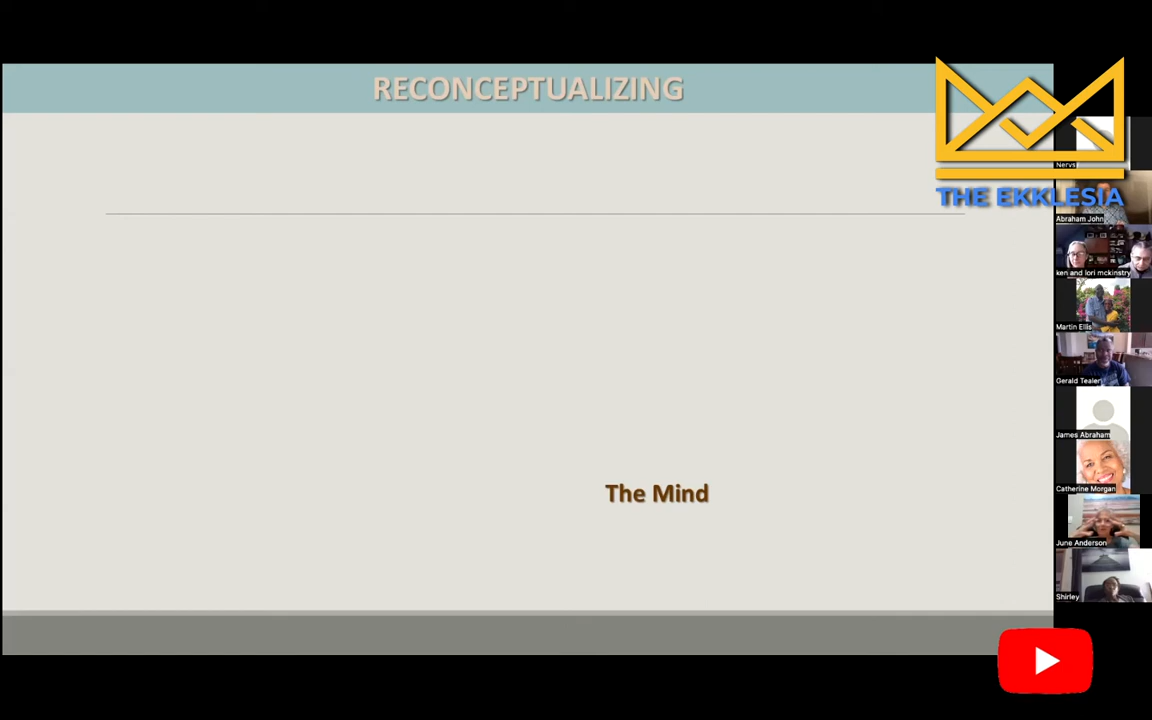 RECONCEPTUALIZING
THE EKKLESIA
Nervs
Abraham John
ken and lori mckinstry
Martin Ellis
Gerald Tealer
James Abraham
The Mind
Catherine Morgan
June Anderson
Shirley